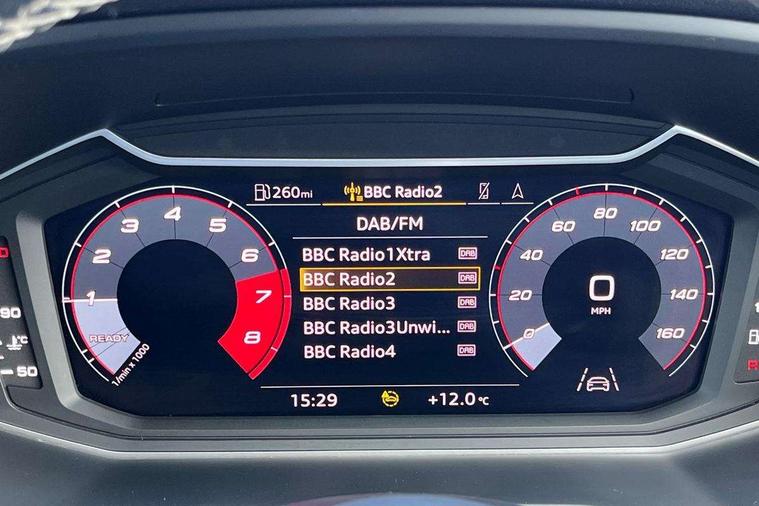 260mi
BBC Radio2
DAB/FM
BBC Radio1Xtra DAB
BBC Radio2 DAB
BBC Radio3 DAB
BBC Radio3Unwi... DAB
BBC Radio4 DAB
15:29
+12.0 °C
READY
1
2
3
4
5
6
7
8
1/min x 1000
0
20
40
60
80
100
120
140
160
0
MPH
90
°C
50